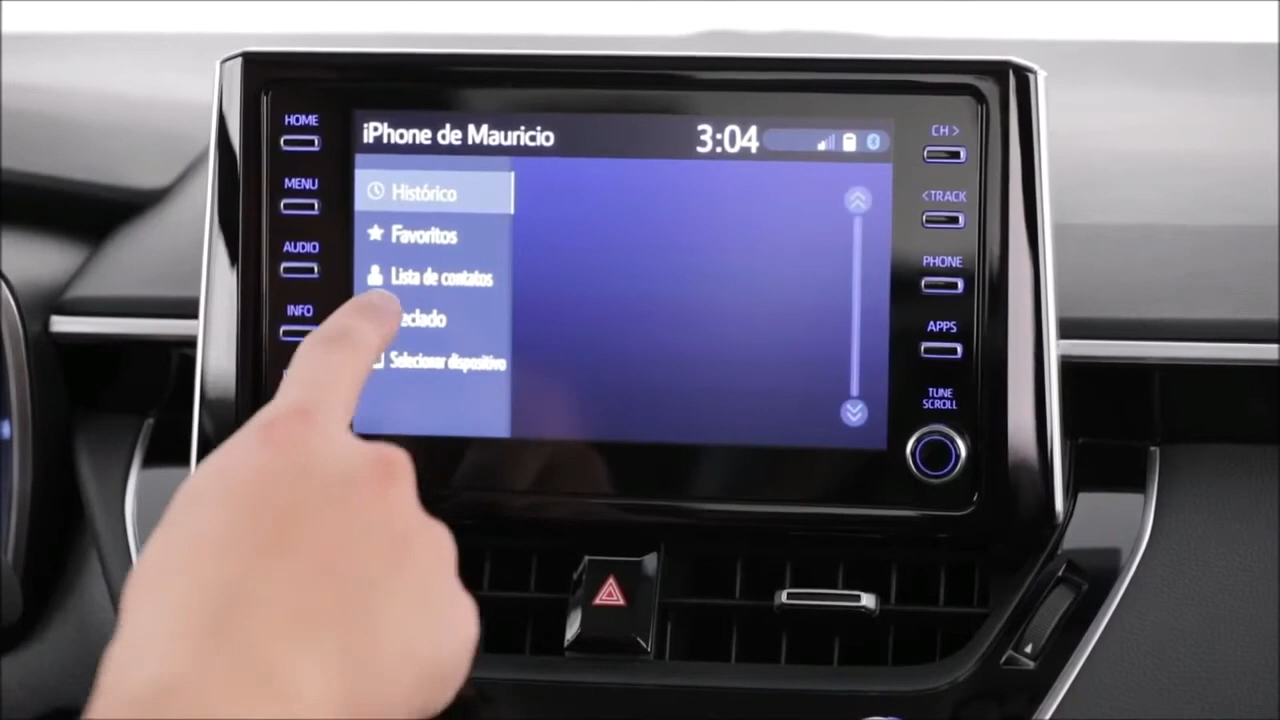 HOME
MENU
AUDIO
INFO
iPhone de Mauricio
3:04
Histórico
Favoritos
Lista de contatos
eclado
Selecionar dispositivo
CH >
< TRACK
PHONE
APPS
TUNE
SCROLL